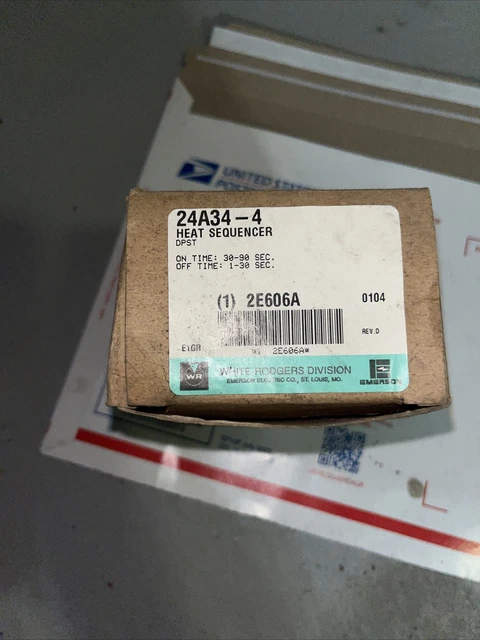 UNITED STATES
24A34-4
HEAT SEQUENCER
DPST
ON TIME: 30-90 SEC.
OFF TIME: 1-30 SEC.
(1) 2E606A
0104
REV.D
2E606A*
WR
WHITE RODGERS DIVISION
EMERSON ELECTRIC CO., ST. LOUIS, MO.
EMERSON